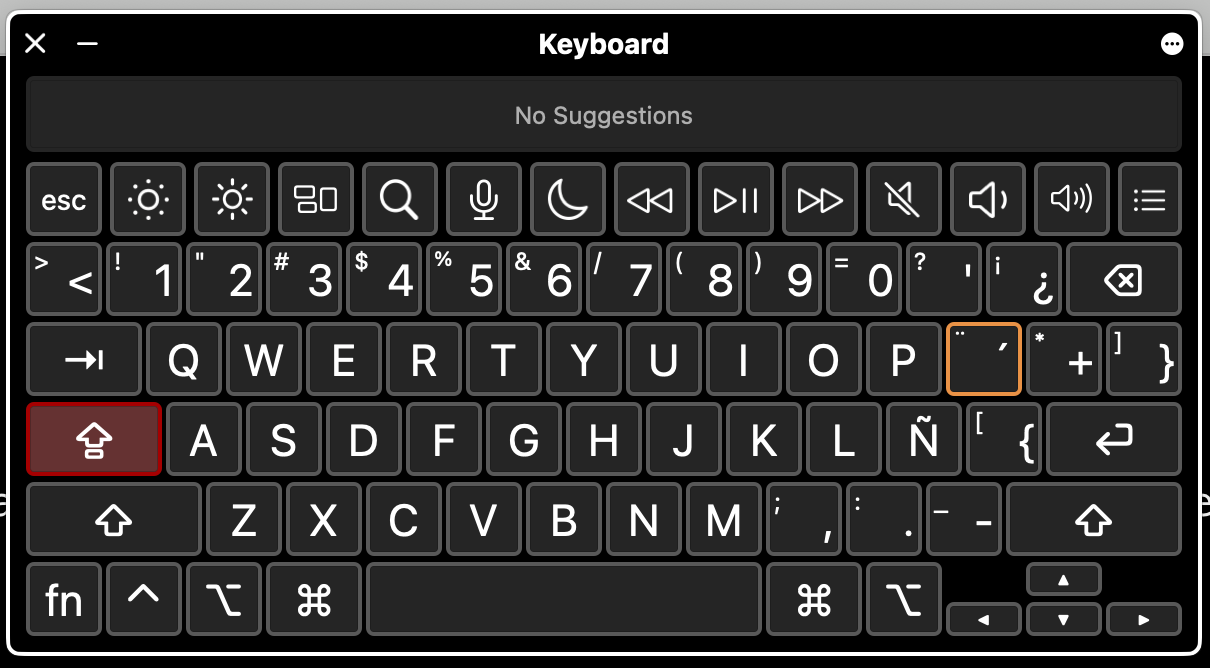 Keyboard
No Suggestions
esc
> < ! 1 " 2 # 3 $ 4 % 5 & 6 / 7 ( 8 ) 9 = 0 ? ' ¡ ¿
Q W E R T Y U I O P ¨ ´ * + ] }
A S D F G H J K L Ñ [ {
Z X C V B N M ; , : . _ -
fn ^ ⌥ ⌘ ⌘ ⌥